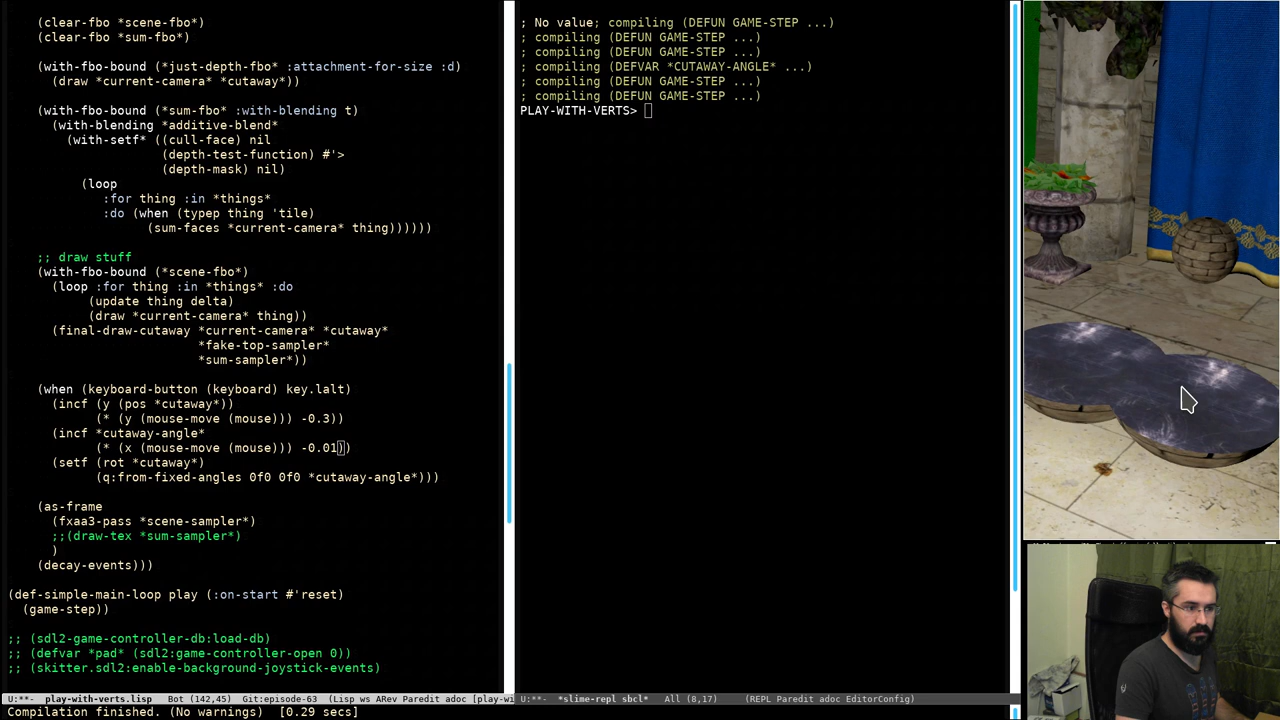 (clear-fbo *scene-fbo*)
(clear-fbo *sum-fbo*)
(with-fbo-bound (*just-depth-fbo* :attachment-for-size :d)
(draw *current-camera* *cutaway*))
(with-fbo-bound (*sum-fbo* :with-blending t)
(with-blending *additive-blend*
(with-setf* ((cull-face) nil
(depth-test-function) #'>
(depth-mask) nil)
(loop
:for thing :in *things*
:do (when (typep thing 'tile)
(sum-faces *current-camera* thing))))))
;; draw stuff
(with-fbo-bound (*scene-fbo*)
(loop :for thing :in *things* :do
(update thing delta)
(draw *current-camera* thing))
(final-draw-cutaway *current-camera* *cutaway*
*fake-top-sampler*
*sum-sampler*))
(when (keyboard-button (keyboard) key.lalt)
(incf (y (pos *cutaway*))
(* (y (mouse-move (mouse))) -0.3))
(incf *cutaway-angle*
(* (x (mouse-move (mouse))) -0.01))
(setf (rot *cutaway*)
(q:from-fixed-angles 0f0 0f0 *cutaway-angle*)))
(as-frame
(fxaa3-pass *scene-sampler*)
;;(draw-tex *sum-sampler*)
)
(decay-events)))
(def-simple-main-loop play (:on-start #'reset)
(game-step))
;; (sdl2-game-controller-db:load-db)
;; (defvar *pad* (sdl2:game-controller-open 0))
;; (skitter.sdl2:enable-background-joystick-events)
U:**-  play-with-verts.lisp   Bot (142,45)  Git:episode-63  (Lisp ws ARev Paredit adoc [play-wi
Compilation finished. (No warnings)  [0.29 secs]
; No value; compiling (DEFUN GAME-STEP ...)
; compiling (DEFUN GAME-STEP ...)
; compiling (DEFUN GAME-STEP ...)
; compiling (DEFVAR *CUTAWAY-ANGLE* ...)
; compiling (DEFUN GAME-STEP ...)
; compiling (DEFUN GAME-STEP ...)
PLAY-WITH-VERTS>
U:**-  *slime-repl sbcl*   All (8,17)     (REPL Paredit adoc EditorConfig)